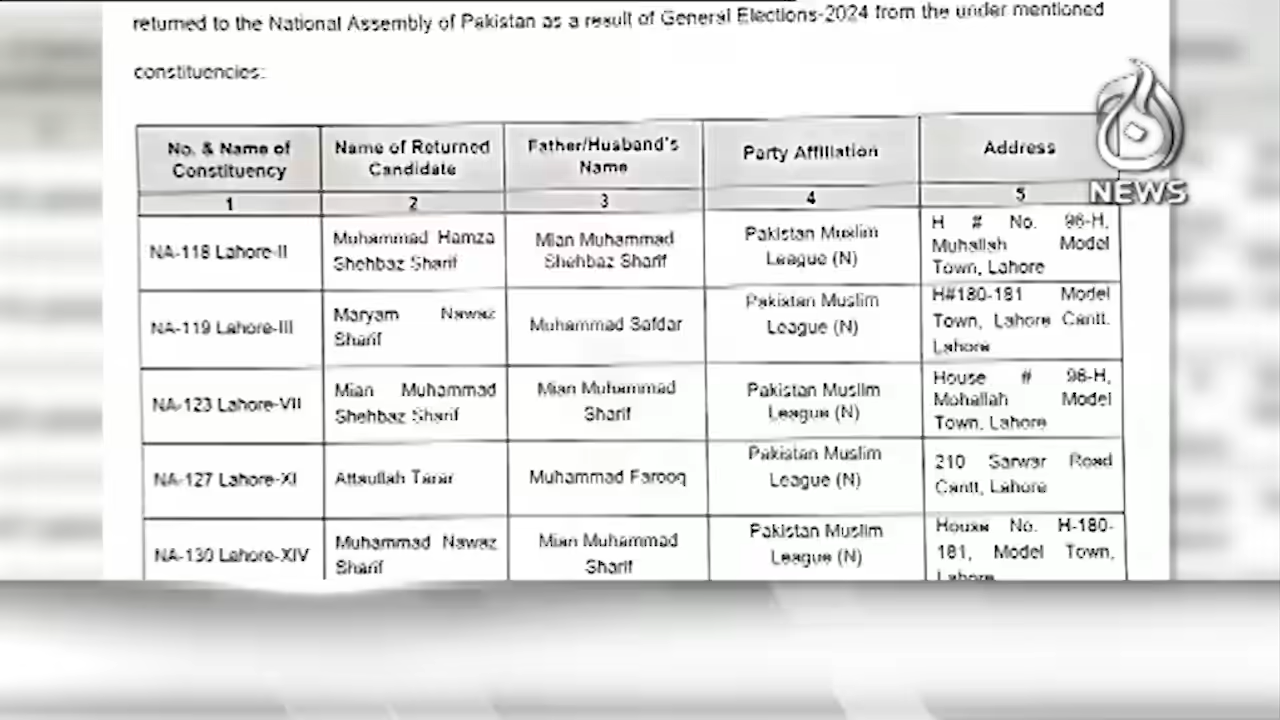 returned to the National Assembly of Pakistan as a result of General Elections-2024 from the under mentioned
constituencies:
No. & Name of Constituency
Name of Returned Candidate
Father/Husband's Name
Party Affiliation
Address
1
2
3
4
5
NA-118 Lahore-II
Muhammad Hamza Shehbaz Sharif
Mian Muhammad Shehbaz Sharif
Pakistan Muslim League (N)
H # No. 96-H, Muhallah Model Town, Lahore
NA-119 Lahore-III
Maryam Nawaz Sharif
Muhammad Safdar
Pakistan Muslim League (N)
H#180-181 Model Town, Lahore Cantt. Lahore
NA-123 Lahore-VII
Mian Muhammad Shehbaz Sharif
Mian Muhammad Sharif
Pakistan Muslim League (N)
House # 96-H, Mohallah Model Town, Lahore
NA-127 Lahore-XI
Attaullah Tarar
Muhammad Farooq
Pakistan Muslim League (N)
210 Sarwar Road Cantt, Lahore
NA-130 Lahore-XIV
Muhammad Nawaz Sharif
Mian Muhammad Sharif
Pakistan Muslim League (N)
House No. H-180-181, Model Town, Lahore
NEWS